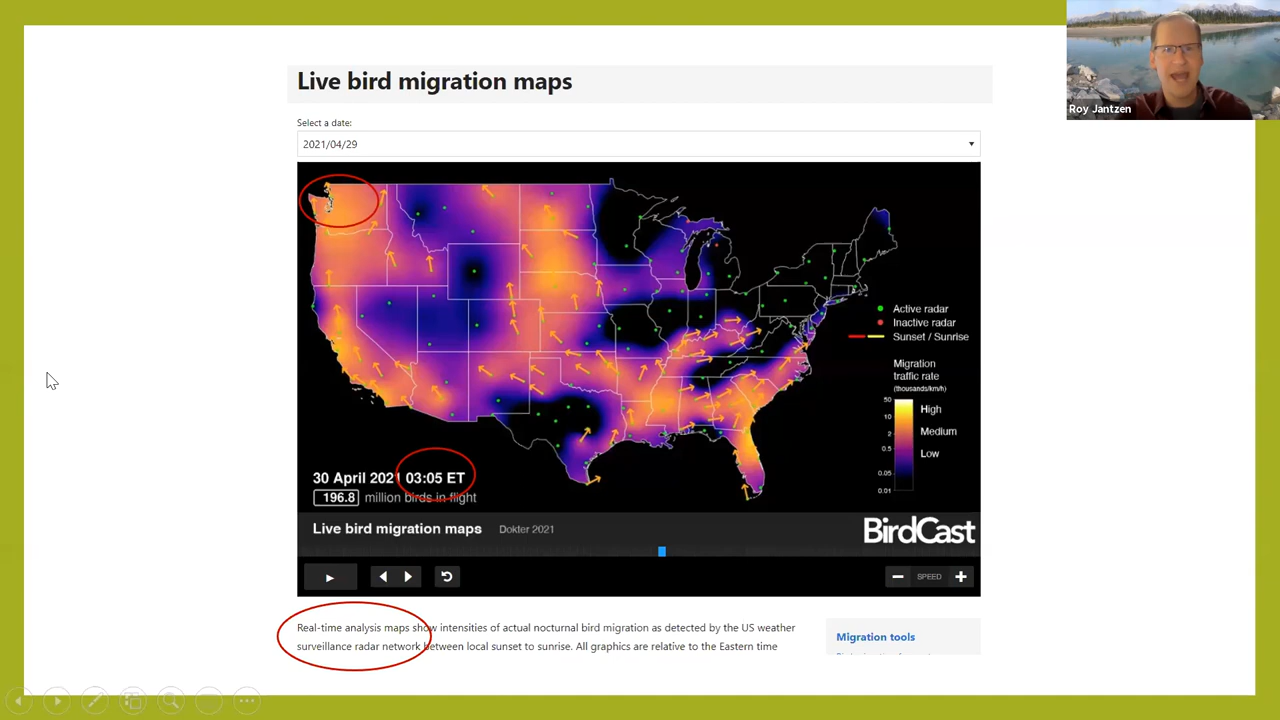 Roy Jantzen
Live bird migration maps
Select a date:
2021/04/29
Active radar
Inactive radar
Sunset / Sunrise
Migration
traffic rate
(thousands/km/h)
50
10
2
0.5
0.05
0.01
High
Medium
Low
30 April 2021 03:05 ET
196.8 million birds in flight
Live bird migration maps Dokter 2021
BirdCast
SPEED
Real-time analysis maps show intensities of actual nocturnal bird migration as detected by the US weather
surveillance radar network between local sunset to sunrise. All graphics are relative to the Eastern time
Migration tools